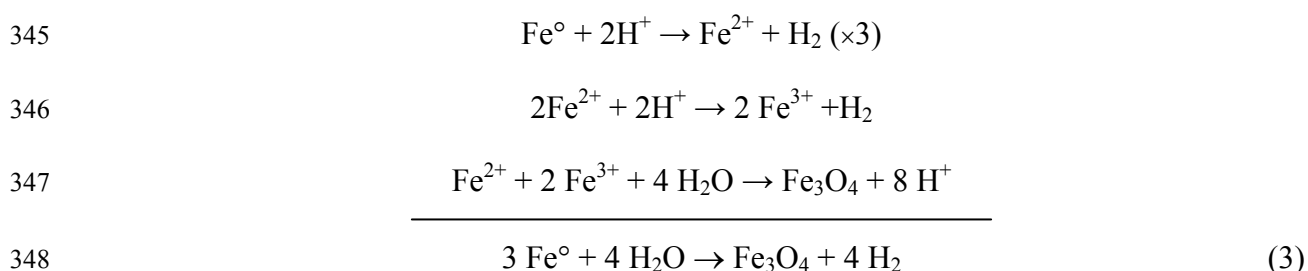 345 Fe° + 2H⁺ → Fe²⁺ + H₂ (×3)
346 2Fe²⁺ + 2H⁺ → 2 Fe³⁺ +H₂
347 Fe²⁺ + 2 Fe³⁺ + 4 H₂O → Fe₃O₄ + 8 H⁺
348 3 Fe° + 4 H₂O → Fe₃O₄ + 4 H₂ (3)